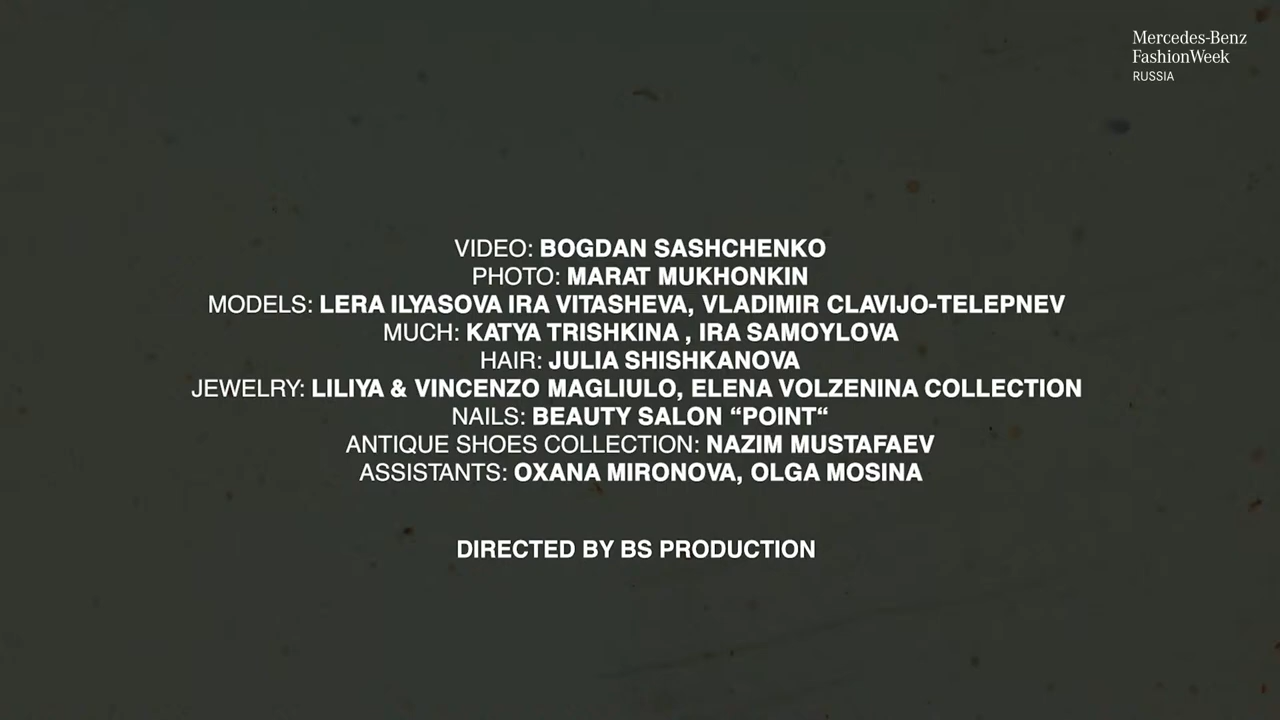 Mercedes-Benz
FashionWeek
RUSSIA
VIDEO: BOGDAN SASHCHENKO
PHOTO: MARAT MUKHONKIN
MODELS: LERA ILYASOVA IRA VITASHEVA, VLADIMIR CLAVIJO-TELEPNEV
MUCH: KATYA TRISHKINA , IRA SAMOYLOVA
HAIR: JULIA SHISHKANOVA
JEWELRY: LILIYA & VINCENZO MAGLIULO, ELENA VOLZENINA COLLECTION
NAILS: BEAUTY SALON “POINT“
ANTIQUE SHOES COLLECTION: NAZIM MUSTAFAEV
ASSISTANTS: OXANA MIRONOVA, OLGA MOSINA
DIRECTED BY BS PRODUCTION